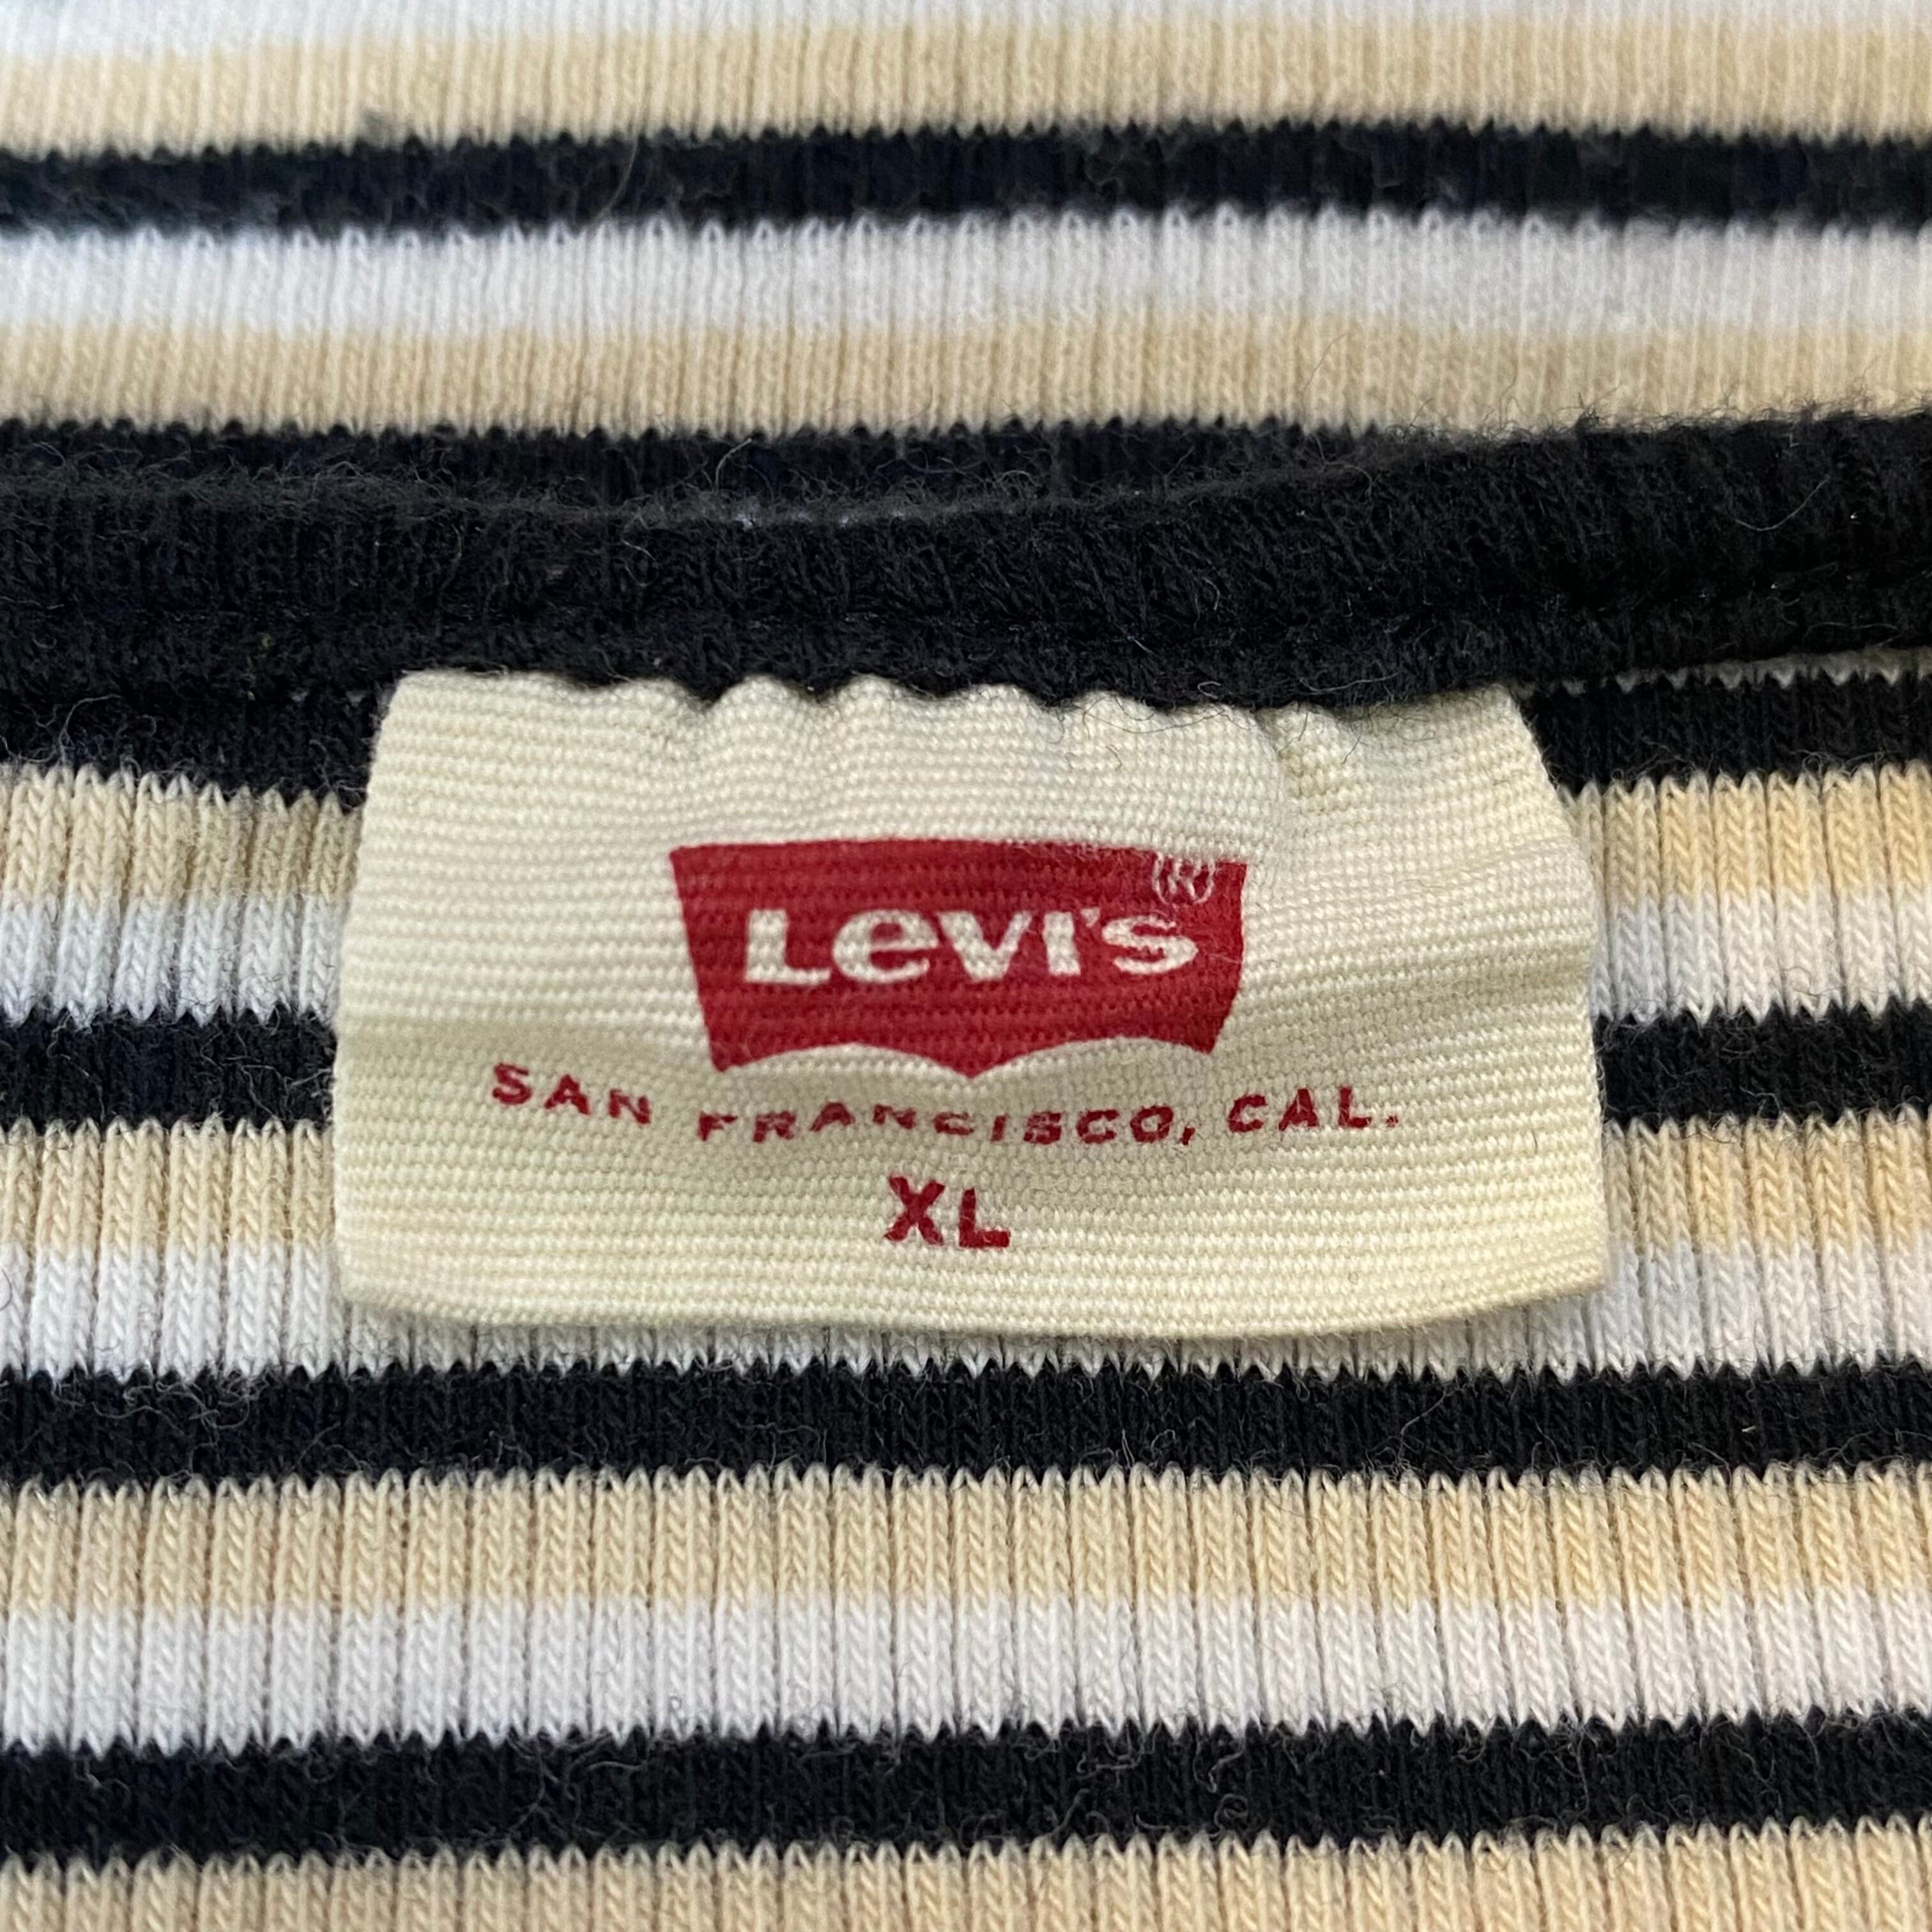 Levi's®
SAN FRANCISCO, CAL.
XL